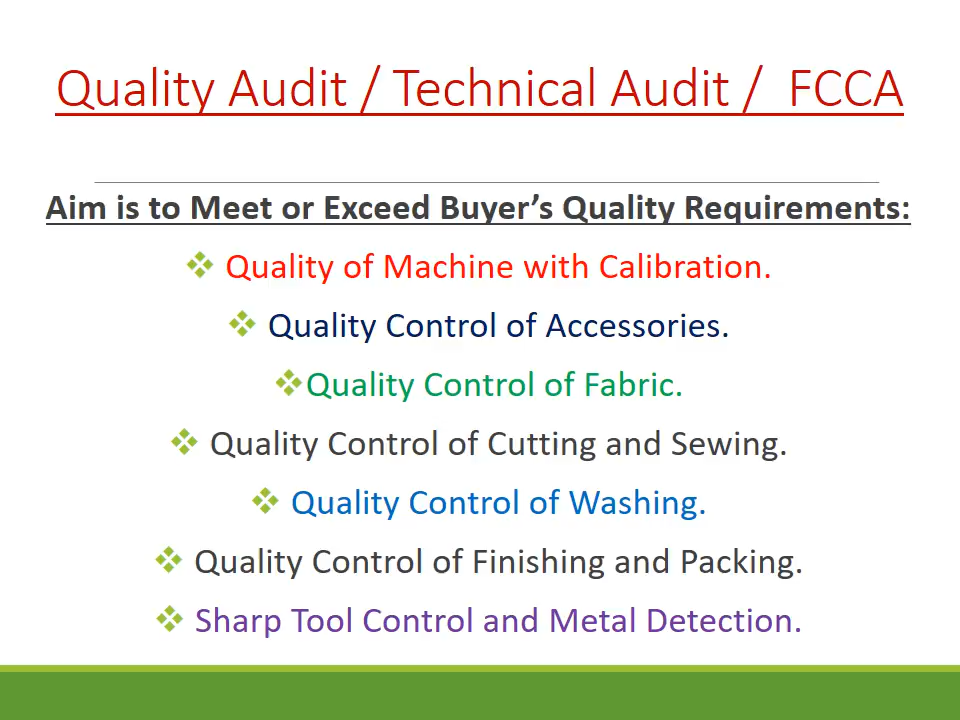 Quality Audit / Technical Audit / FCCA
Aim is to Meet or Exceed Buyer’s Quality Requirements:
❖ Quality of Machine with Calibration.
❖ Quality Control of Accessories.
❖Quality Control of Fabric.
❖ Quality Control of Cutting and Sewing.
❖ Quality Control of Washing.
❖ Quality Control of Finishing and Packing.
❖ Sharp Tool Control and Metal Detection.